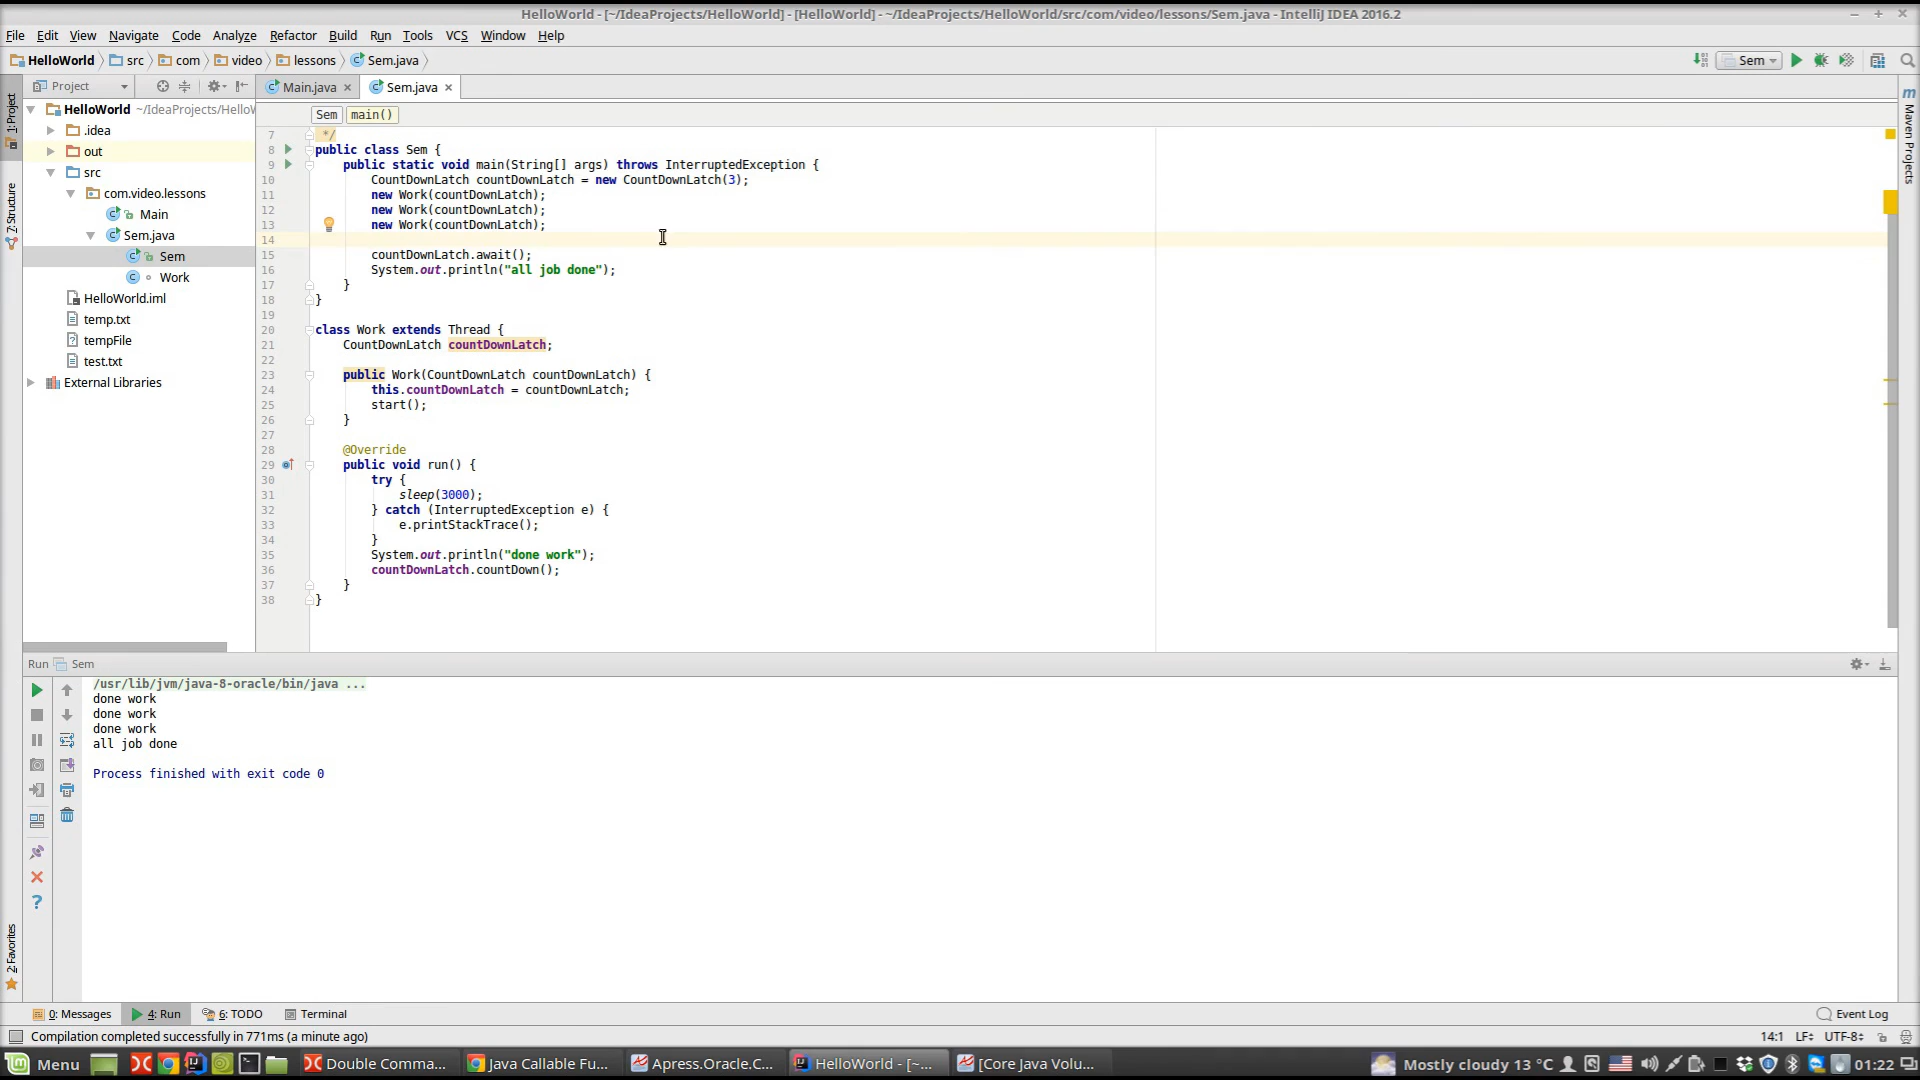 HelloWorld - [~/IdeaProjects/HelloWorld] - [HelloWorld] - ~/IdeaProjects/HelloWorld/src/com/video/lessons/Sem.java - IntelliJ IDEA 2016.2
File Edit View Navigate Code Analyze Refactor Build Run Tools VCS Window Help
HelloWorld src com video lessons Sem.java Sem
Project Main.java Sem.java
HelloWorld ~/IdeaProjects/HelloW
.idea
out
src
com.video.lessons
Main
Sem.java
Sem
Work
HelloWorld.iml
temp.txt
tempFile
test.txt
External Libraries
1: Project
7: Structure
2: Favorites
Maven Projects
Sem main()
7 */
8 public class Sem {
9 public static void main(String[] args) throws InterruptedException {
10 CountDownLatch countDownLatch = new CountDownLatch(3);
11 new Work(countDownLatch);
12 new Work(countDownLatch);
13 new Work(countDownLatch);
14
15 countDownLatch.await();
16 System.out.println("all job done");
17 }
18 }
19
20 class Work extends Thread {
21 CountDownLatch countDownLatch;
22
23 public Work(CountDownLatch countDownLatch) {
24 this.countDownLatch = countDownLatch;
25 start();
26 }
27
28 @Override
29 public void run() {
30 try {
31 sleep(3000);
32 } catch (InterruptedException e) {
33 e.printStackTrace();
34 }
35 System.out.println("done work");
36 countDownLatch.countDown();
37 }
38 }
Run Sem
/usr/lib/jvm/java-8-oracle/bin/java ...
done work
done work
done work
all job done
Process finished with exit code 0
0: Messages 4: Run 6: TODO Terminal Event Log
Compilation completed successfully in 771ms (a minute ago) 14:1 LF UTF-8
Menu Double Comma... Java Callable Fu... Apress.Oracle.C... HelloWorld - [~-... [Core Java Volu... Mostly cloudy 13 °C 01:22